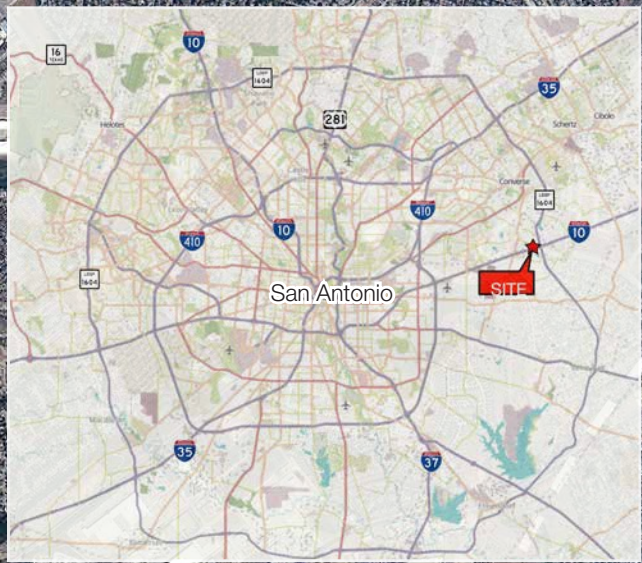 10
16
TEXAS
LOOP
1604
35
281
Helotes
Schertz
Cibolo
Converse
LOOP
1604
410
10
410
10
LOOP
1604
San Antonio
SITE
35
37